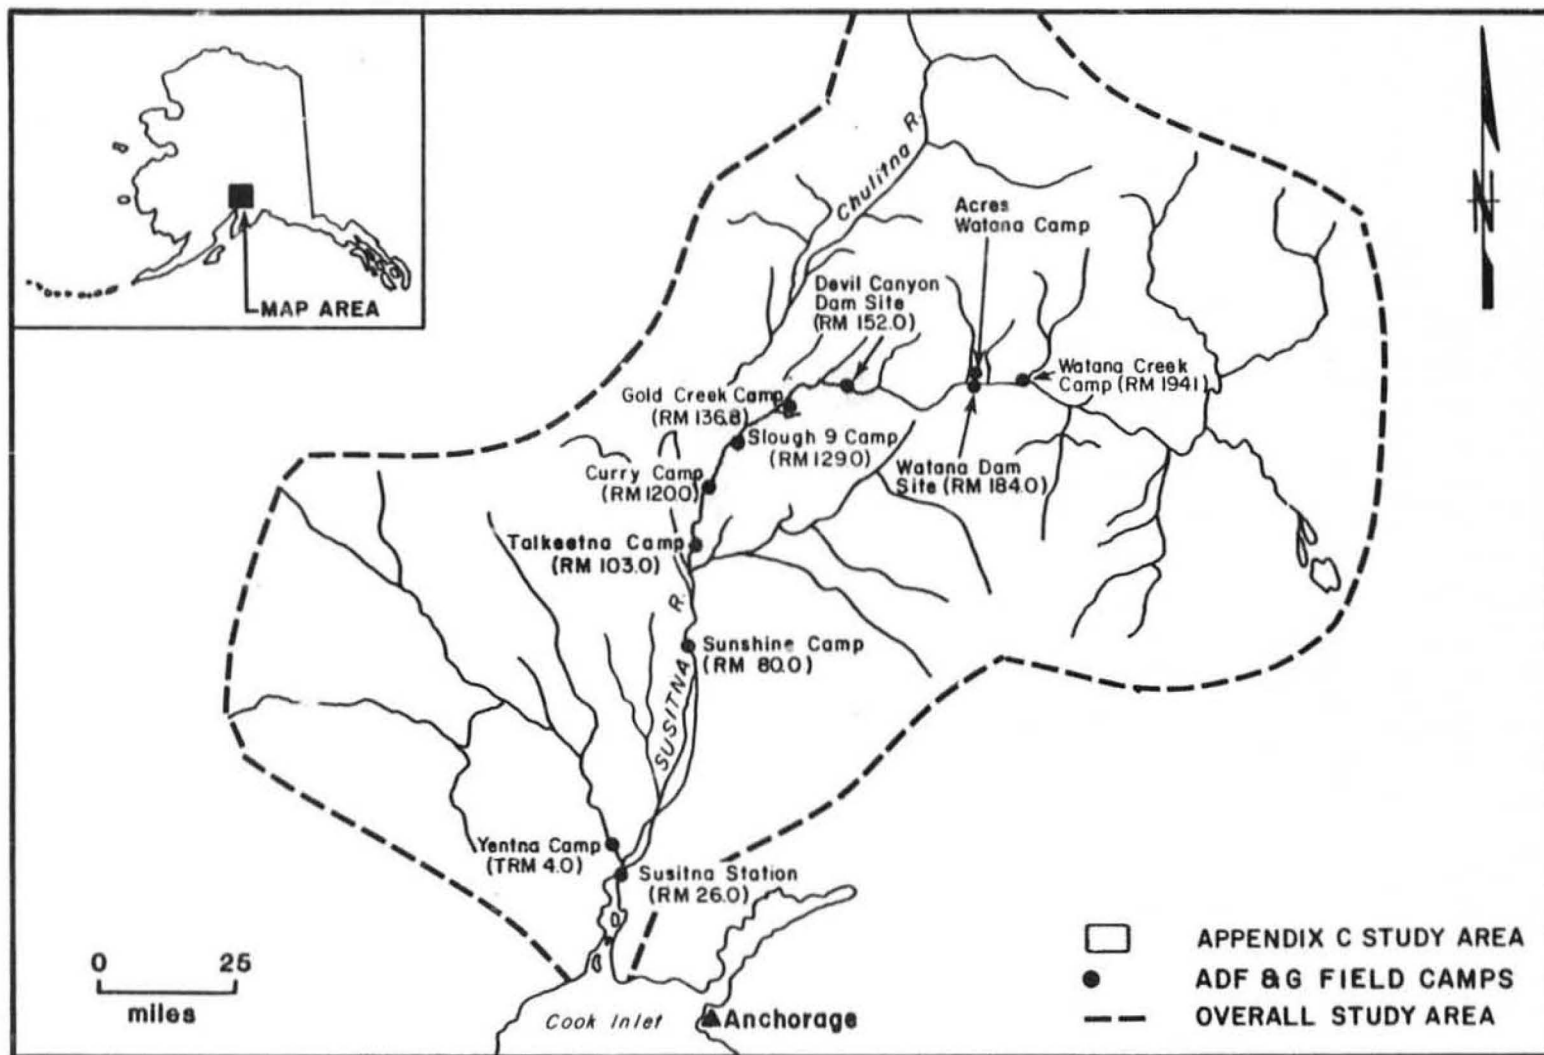 MAP AREA
Chulitna R.
Acres
Watana Camp
Devil Canyon
Dam Site
(RM 152.0)
Watana Creek
Camp (RM 1941
Gold Creek Camp
(RM 136.8)
Slough 9 Camp
(RM 129.0)
Watana Dam
Site (RM 184.0)
Curry Camp
(RM 120.0)
Talkeetna Camp
(RM 103.0)
SUSITNA R.
Sunshine Camp
(RM 80.0)
Yentna Camp
(TRM 4.0)
Susitna Station
(RM 26.0)
0 25
miles
Cook Inlet
Anchorage
APPENDIX C STUDY AREA
ADF & G FIELD CAMPS
OVERALL STUDY AREA
N